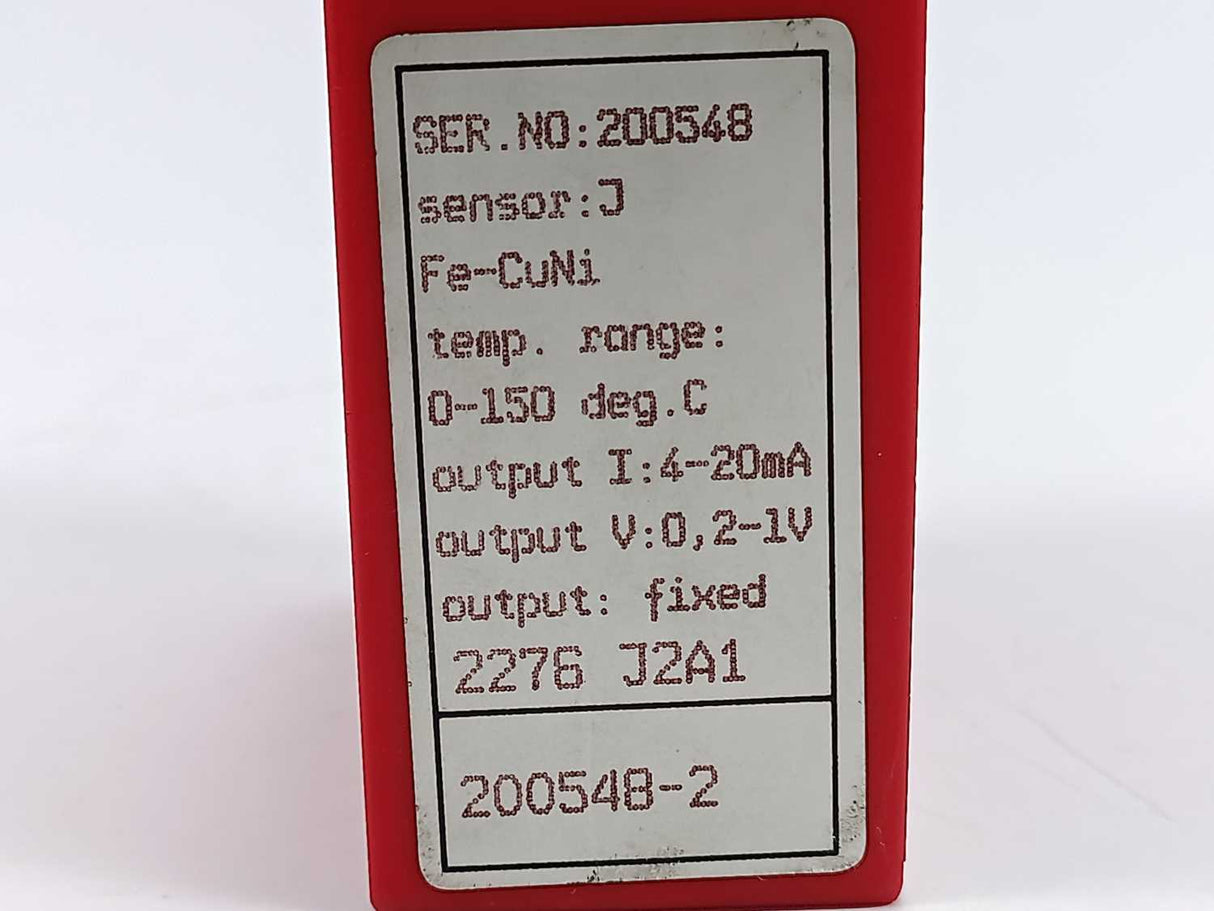 SER.NO:200548
sensor:J
Fe-CuNi
temp. range:
0-150 deg.C
output I:4-20mA
output V:0,2-1V
output: fixed
2276 J2A1
200548-2